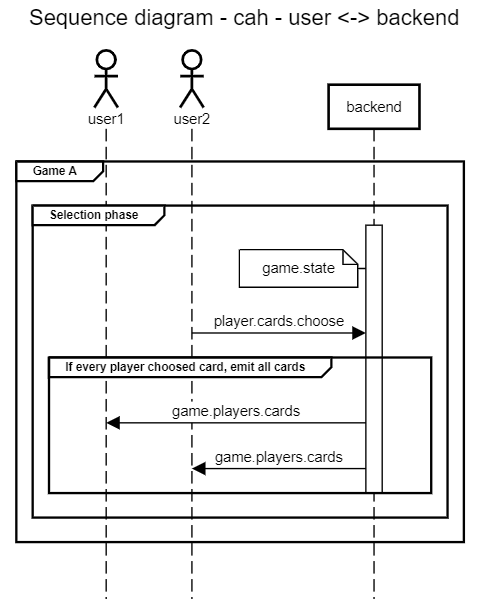 Sequence diagram - cah - user <-> backend
user1
user2
backend
Game A
Selection phase
game.state
player.cards.choose
If every player choosed card, emit all cards
game.players.cards
game.players.cards